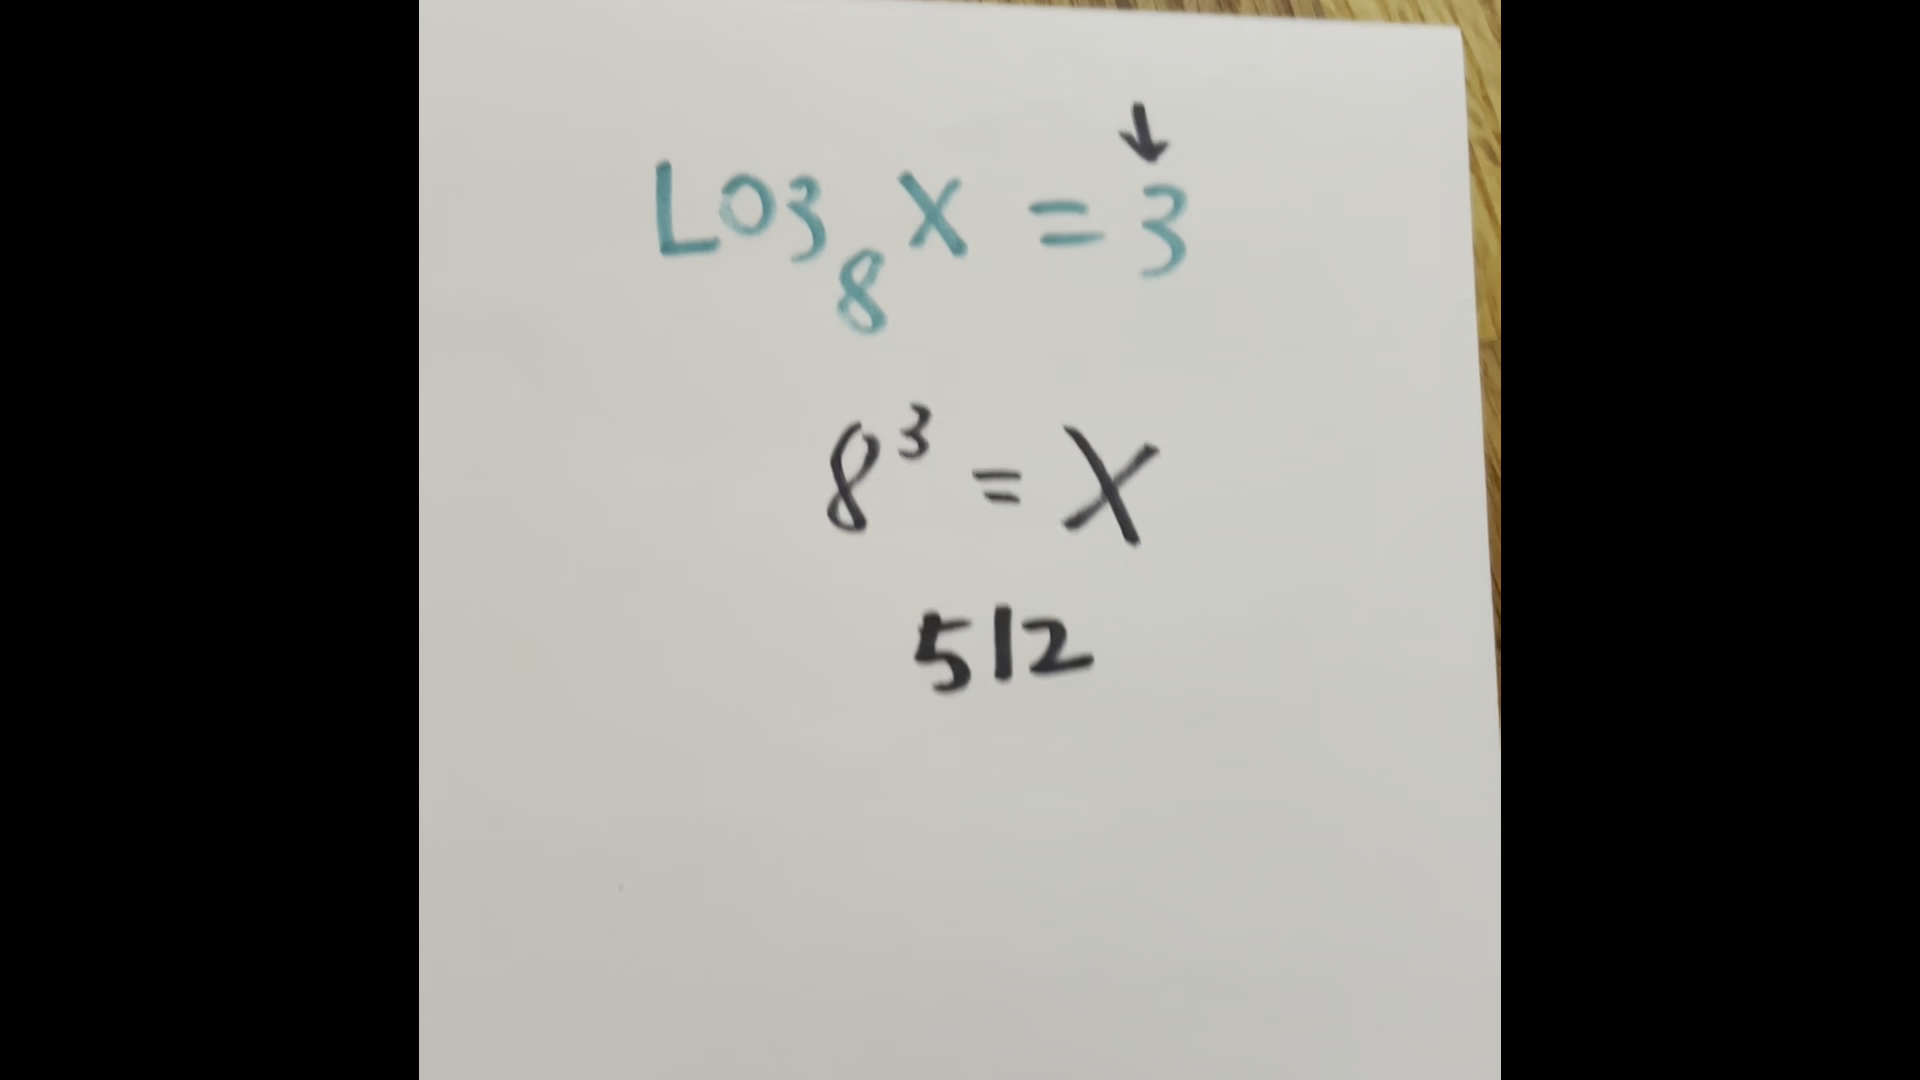 Log₈ X = 3
8³ = X
512